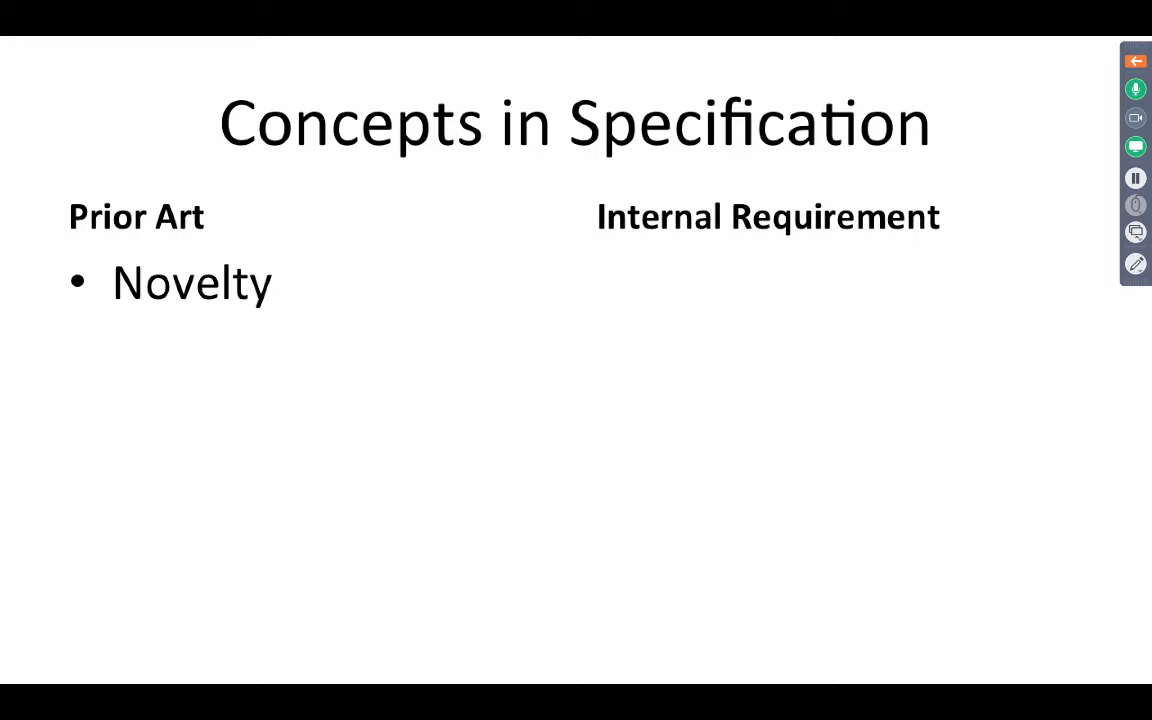 Concepts in Specification
Prior Art
• Novelty
Internal Requirement